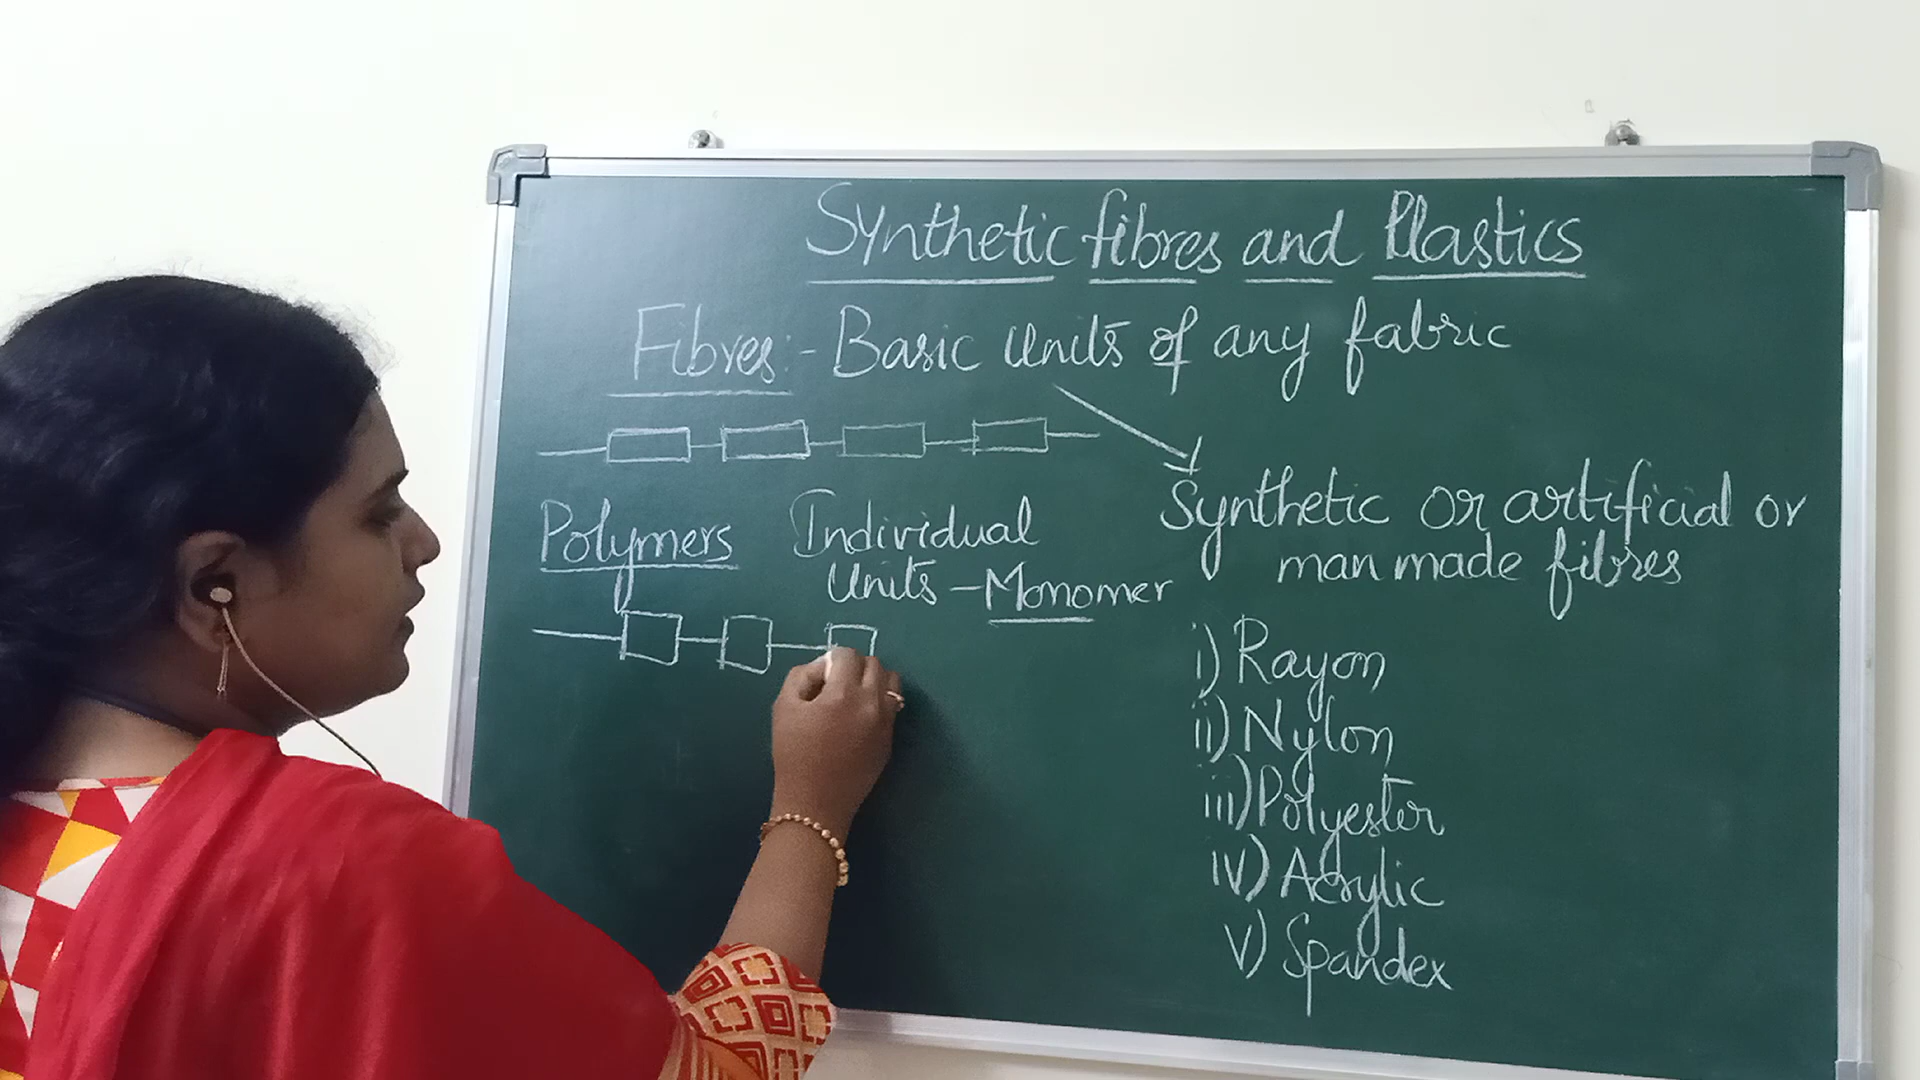 Synthetic fibres and Plastics
Fibres:- Basic Units of any fabric
Polymers
Individual
Units - Monomer
Synthetic or artificial or
man made fibres
i) Rayon
ii) Nylon
iii) Polyester
iv) Acrylic
v) Spandex